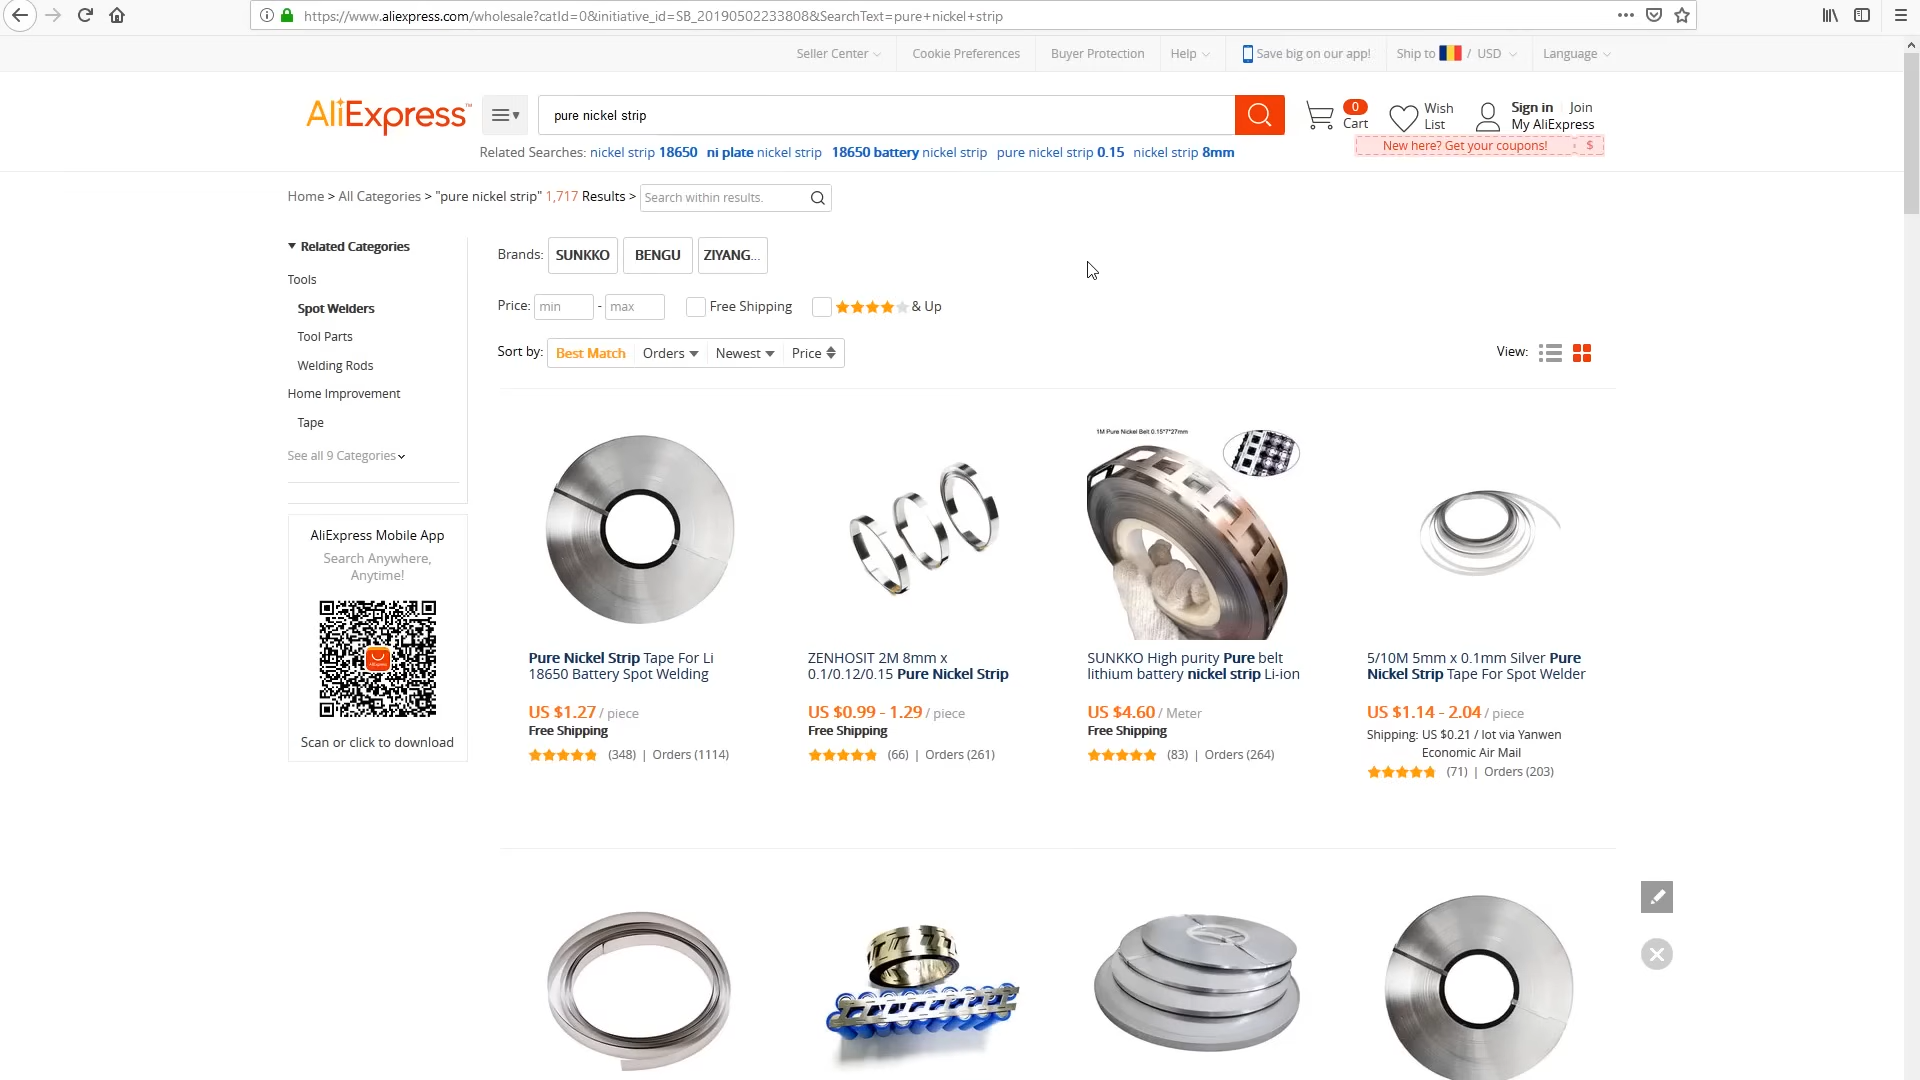 https://www.aliexpress.com/wholesale?catId=0&initiative_id=SB_20190502233808&SearchText=pure+nickel+strip
Seller Center Cookie Preferences Buyer Protection Help Save big on our app! Ship to / USD Language
AliExpress™
pure nickel strip
0
Cart
Wish
List
Sign in Join
My AliExpress
New here? Get your coupons! $
Related Searches: nickel strip 18650 ni plate nickel strip 18650 battery nickel strip pure nickel strip 0.15 nickel strip 8mm
Home > All Categories > "pure nickel strip" 1,717 Results > Search within results.
Related Categories
Tools
Spot Welders
Tool Parts
Welding Rods
Home Improvement
Tape
See all 9 Categories
AliExpress Mobile App
Search Anywhere,
Anytime!
Scan or click to download
Brands: SUNKKO BENGU ZIYANG...
Price: min - max Free Shipping & Up
Sort by: Best Match Orders Newest Price
View:
1M Pure Nickel Belt 0.15*7*27mm
Pure Nickel Strip Tape For Li
18650 Battery Spot Welding
US $1.27 / piece
Free Shipping
(348) | Orders (1114)
ZENHOSIT 2M 8mm x
0.1/0.12/0.15 Pure Nickel Strip
US $0.99 - 1.29 / piece
Free Shipping
(66) | Orders (261)
SUNKKO High purity Pure belt
lithium battery nickel strip Li-ion
US $4.60 / Meter
Free Shipping
(83) | Orders (264)
5/10M 5mm x 0.1mm Silver Pure
Nickel Strip Tape For Spot Welder
US $1.14 - 2.04 / piece
Shipping: US $0.21 / lot via Yanwen
Economic Air Mail
(71) | Orders (203)